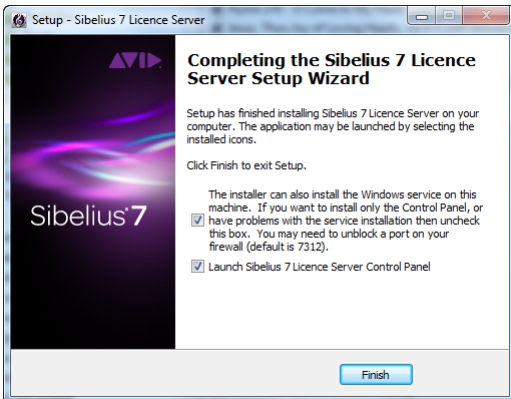 Setup - Sibelius 7 Licence Server
AVID
Completing the Sibelius 7 Licence
Server Setup Wizard
Setup has finished installing Sibelius 7 Licence Server on your
computer. The application may be launched by selecting the
installed icons.
Click Finish to exit Setup.
The installer can also install the Windows service on this
machine. If you want to install only the Control Panel, or
have problems with the service installation then uncheck
this box. You may need to unblock a port on your
firewall (default is 7312).
Launch Sibelius 7 Licence Server Control Panel
Sibelius 7
Finish